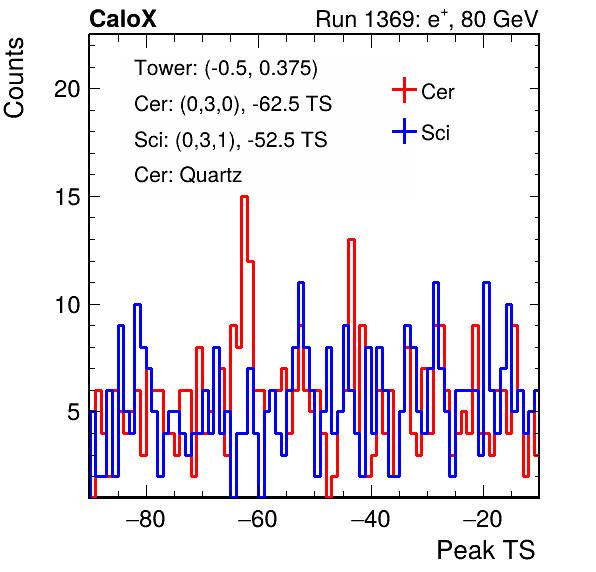 CaloX Run 1369: e⁺, 80 GeV
Counts
Tower: (-0.5, 0.375)
Cer: (0,3,0), -62.5 TS
Sci: (0,3,1), -52.5 TS
Cer: Quartz
Cer
Sci
20
15
10
5
−80 −60 −40 −20
Peak TS